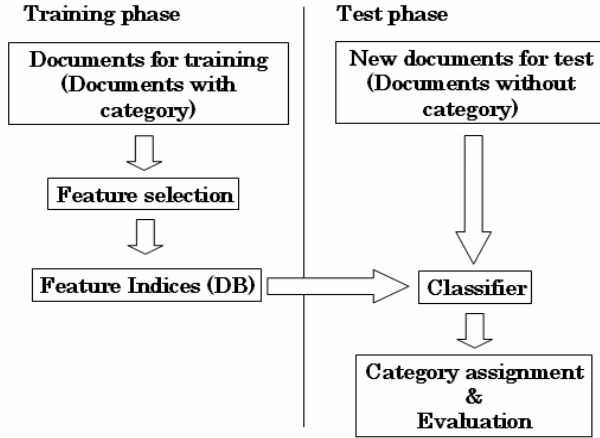 Training phase
Documents for training
(Documents with
category)
Feature selection
Feature Indices (DB)
Test phase
New documents for test
(Documents without
category)
Classifier
Category assignment
&
Evaluation